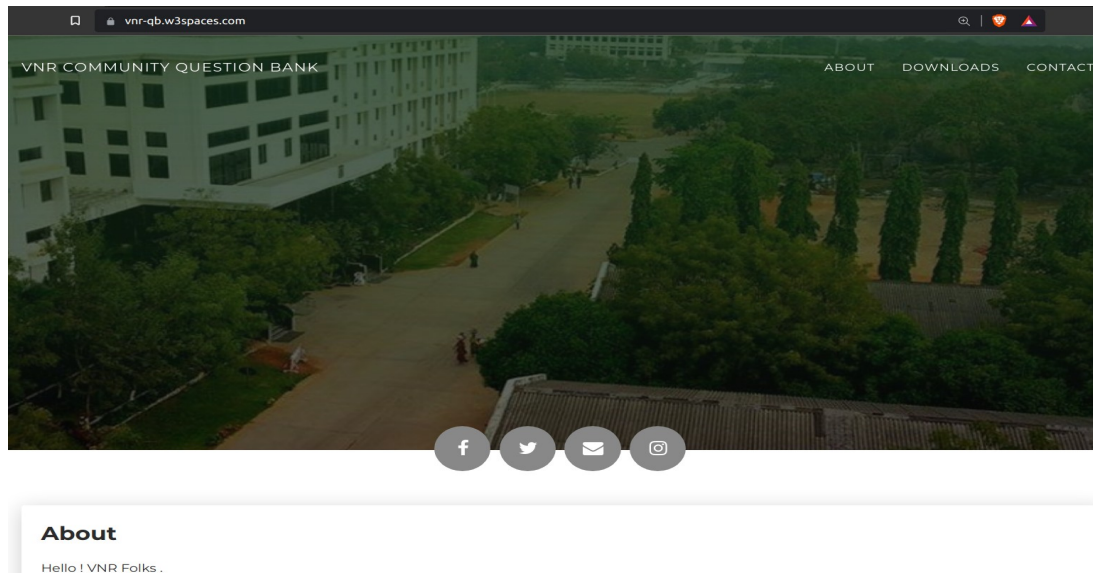 vnr-qb.w3spaces.com
VNR COMMUNITY QUESTION BANK
ABOUT DOWNLOADS CONTACT
About
Hello ! VNR Folks .